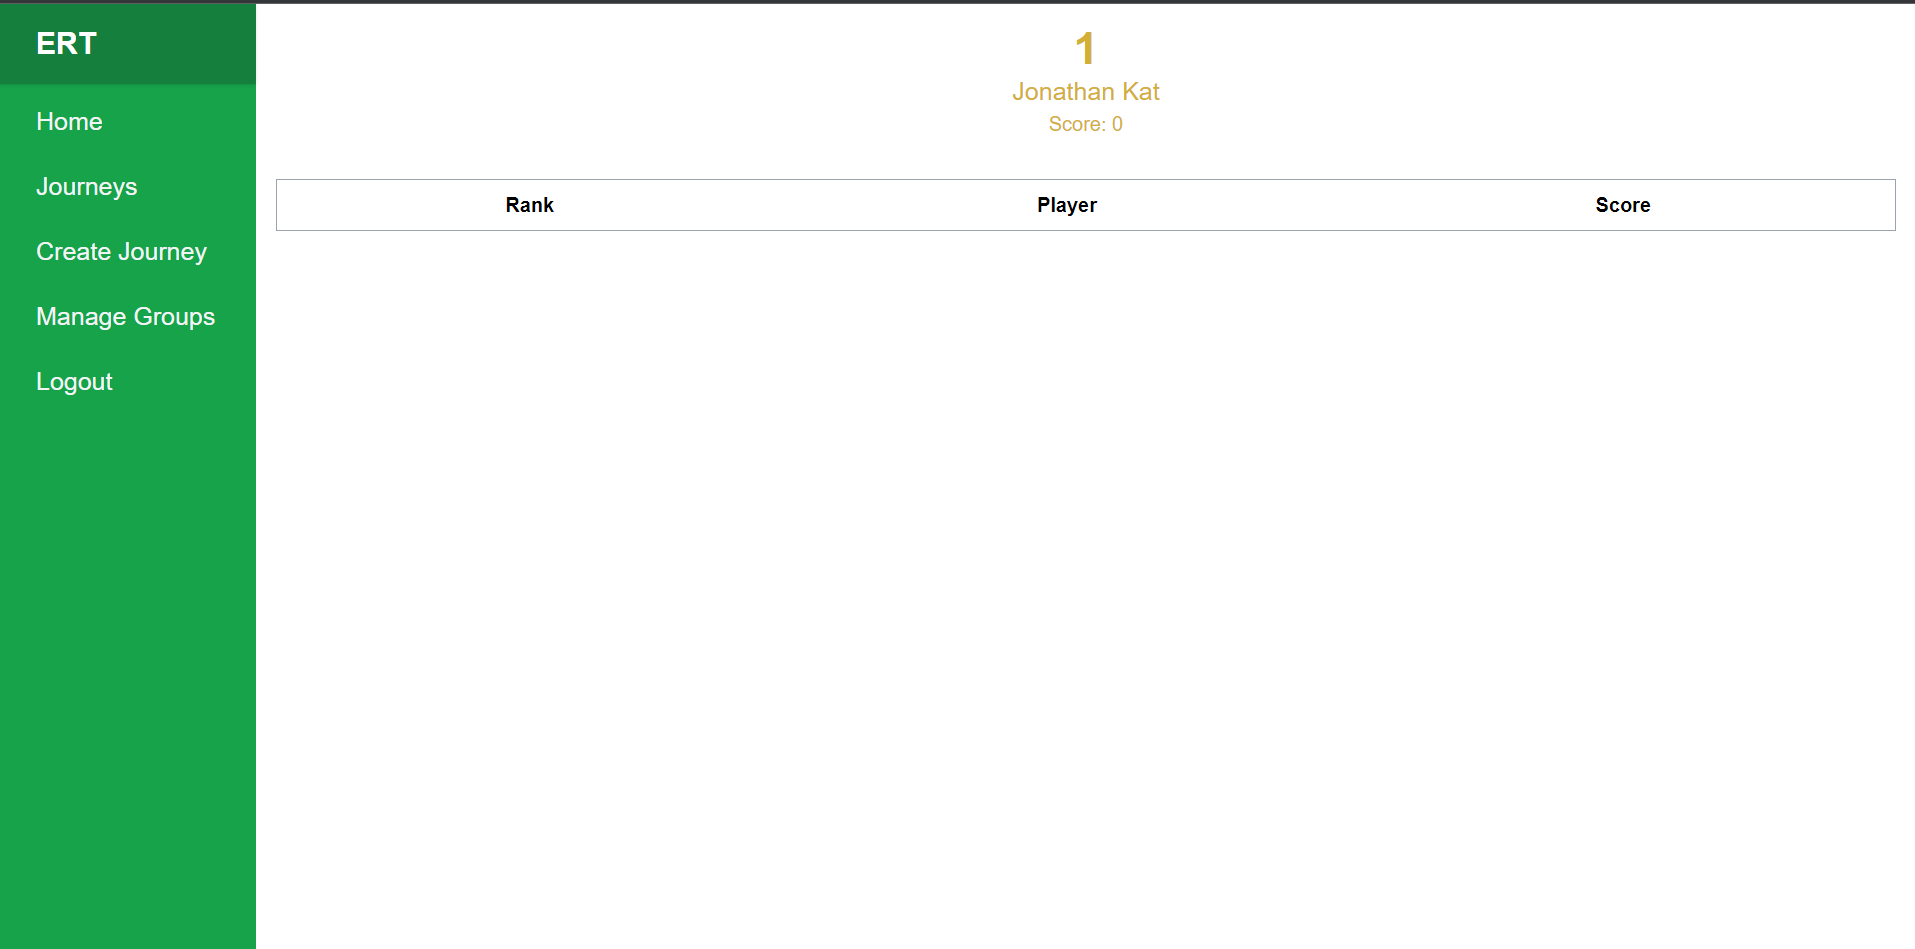 ERT
Home
Journeys
Create Journey
Manage Groups
Logout
1
Jonathan Kat
Score: 0
Rank Player Score